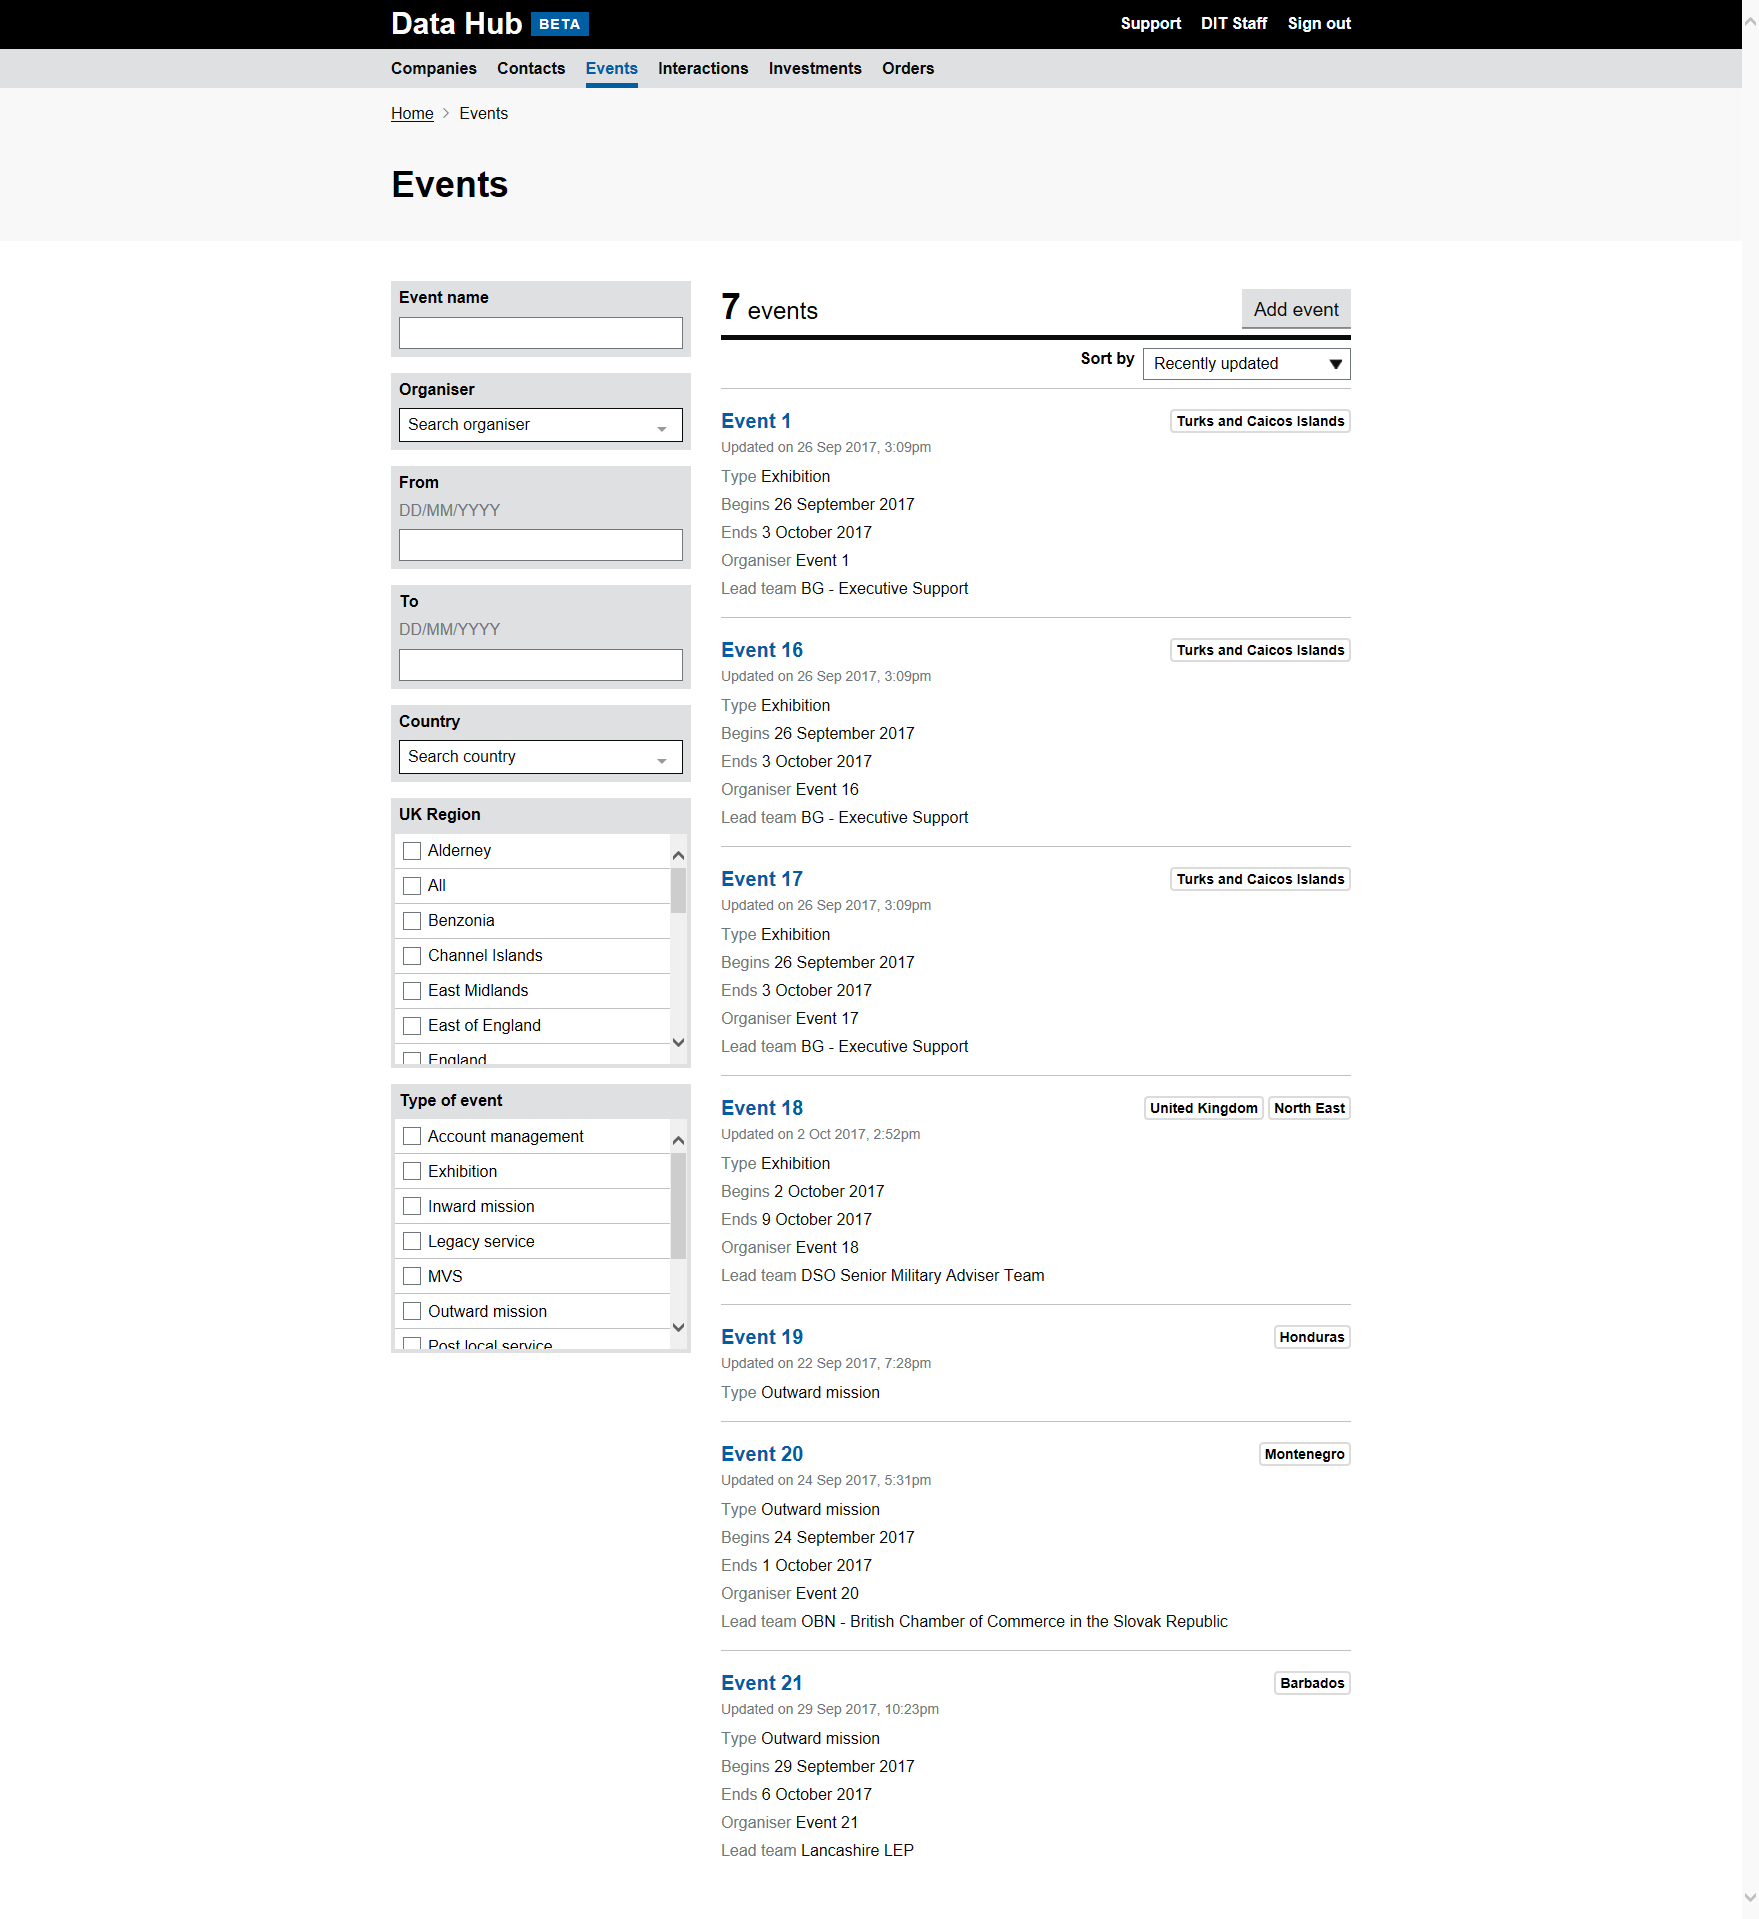 Data Hub BETA
Support DIT Staff Sign out
Companies Contacts Events Interactions Investments Orders
Home > Events
Events
Event name
Organiser
Search organiser
From
DD/MM/YYYY
To
DD/MM/YYYY
Country
Search country
UK Region
Alderney
All
Benzonia
Channel Islands
East Midlands
East of England
England
Type of event
Account management
Exhibition
Inward mission
Legacy service
MVS
Outward mission
Post local service
7 events
Add event
Sort by Recently updated
Event 1
Turks and Caicos Islands
Updated on 26 Sep 2017, 3:09pm
Type Exhibition
Begins 26 September 2017
Ends 3 October 2017
Organiser Event 1
Lead team BG - Executive Support
Event 16
Turks and Caicos Islands
Updated on 26 Sep 2017, 3:09pm
Type Exhibition
Begins 26 September 2017
Ends 3 October 2017
Organiser Event 16
Lead team BG - Executive Support
Event 17
Turks and Caicos Islands
Updated on 26 Sep 2017, 3:09pm
Type Exhibition
Begins 26 September 2017
Ends 3 October 2017
Organiser Event 17
Lead team BG - Executive Support
Event 18
United Kingdom North East
Updated on 2 Oct 2017, 2:52pm
Type Exhibition
Begins 2 October 2017
Ends 9 October 2017
Organiser Event 18
Lead team DSO Senior Military Adviser Team
Event 19
Honduras
Updated on 22 Sep 2017, 7:28pm
Type Outward mission
Event 20
Montenegro
Updated on 24 Sep 2017, 5:31pm
Type Outward mission
Begins 24 September 2017
Ends 1 October 2017
Organiser Event 20
Lead team OBN - British Chamber of Commerce in the Slovak Republic
Event 21
Barbados
Updated on 29 Sep 2017, 10:23pm
Type Outward mission
Begins 29 September 2017
Ends 6 October 2017
Organiser Event 21
Lead team Lancashire LEP